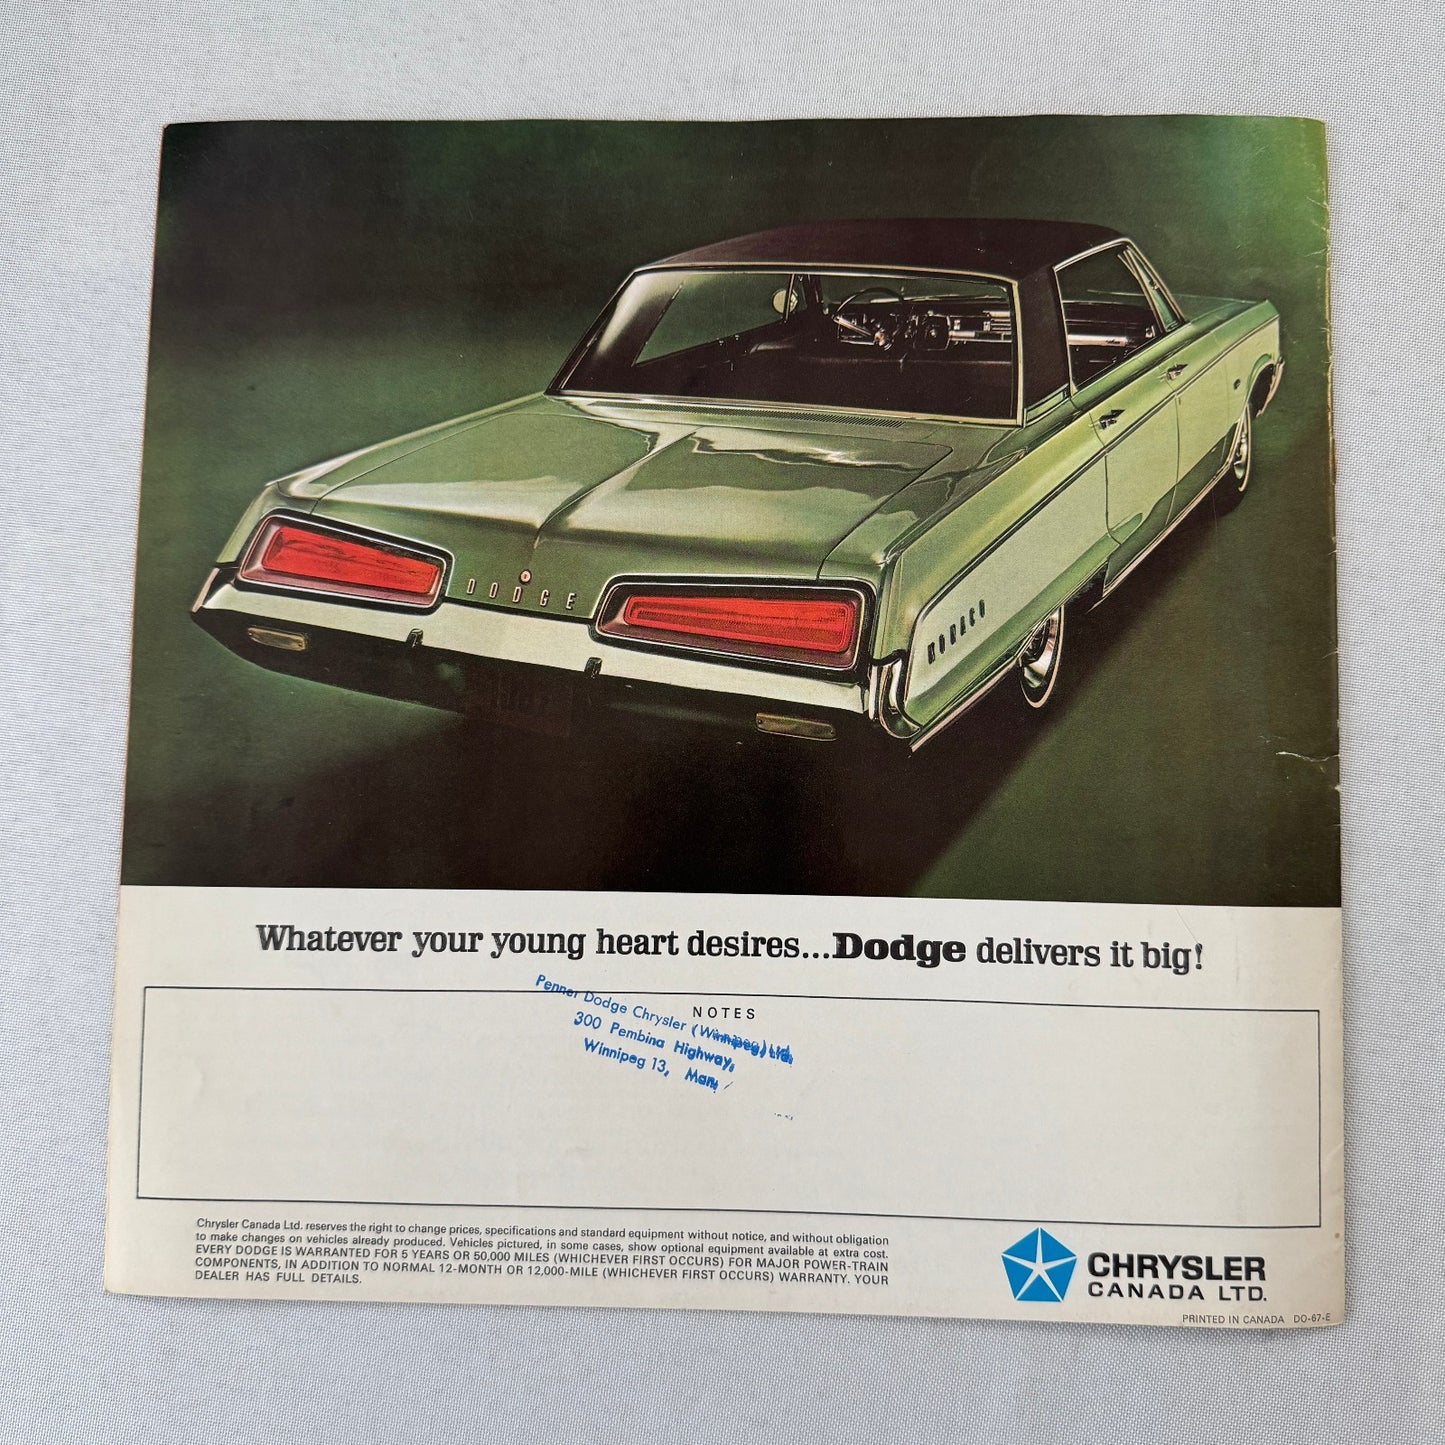 DODGE
MONACO
Whatever your young heart desires...Dodge delivers it big!
NOTES
Penner Dodge Chrysler (Winnipeg) Ltd.
300 Pembina Highway,
Winnipeg 13, Man.
Chrysler Canada Ltd. reserves the right to change prices, specifications and standard equipment without notice, and without obligation
to make changes on vehicles already produced. Vehicles pictured, in some cases, show optional equipment available at extra cost.
EVERY DODGE IS WARRANTED FOR 5 YEARS OR 50,000 MILES (WHICHEVER FIRST OCCURS) FOR MAJOR POWER-TRAIN
COMPONENTS, IN ADDITION TO NORMAL 12-MONTH OR 12,000-MILE (WHICHEVER FIRST OCCURS) WARRANTY. YOUR
DEALER HAS FULL DETAILS.
CHRYSLER
CANADA LTD.
PRINTED IN CANADA DO-67-E